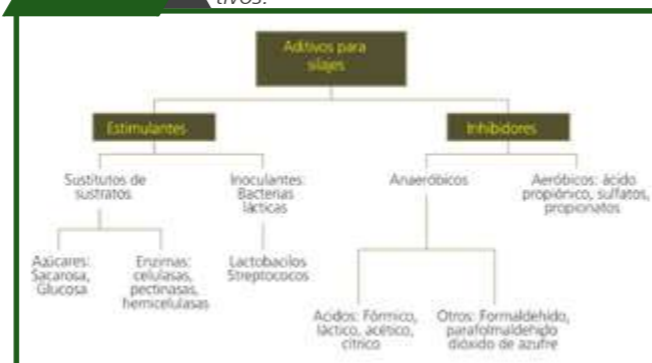 tivos.
Aditivos para
silajes
Estimulantes
Inhibidores
Sustitutos de
sustratos
Inoculantes:
Bacterias
lácticas
Anaeróbicos
Aeróbicos: ácido
propiónico, sulfatos,
propionatos
Azúcares:
Sacarosa,
Glucosa
Enzimas:
celulasas,
pectinasas,
hemicelulasas
Lactobacilos
Streptococos
Acidos: Fórmico,
láctico, acético,
cítrico
Otros: Formaldehido,
parafolmaldehido
dióxido de azufre